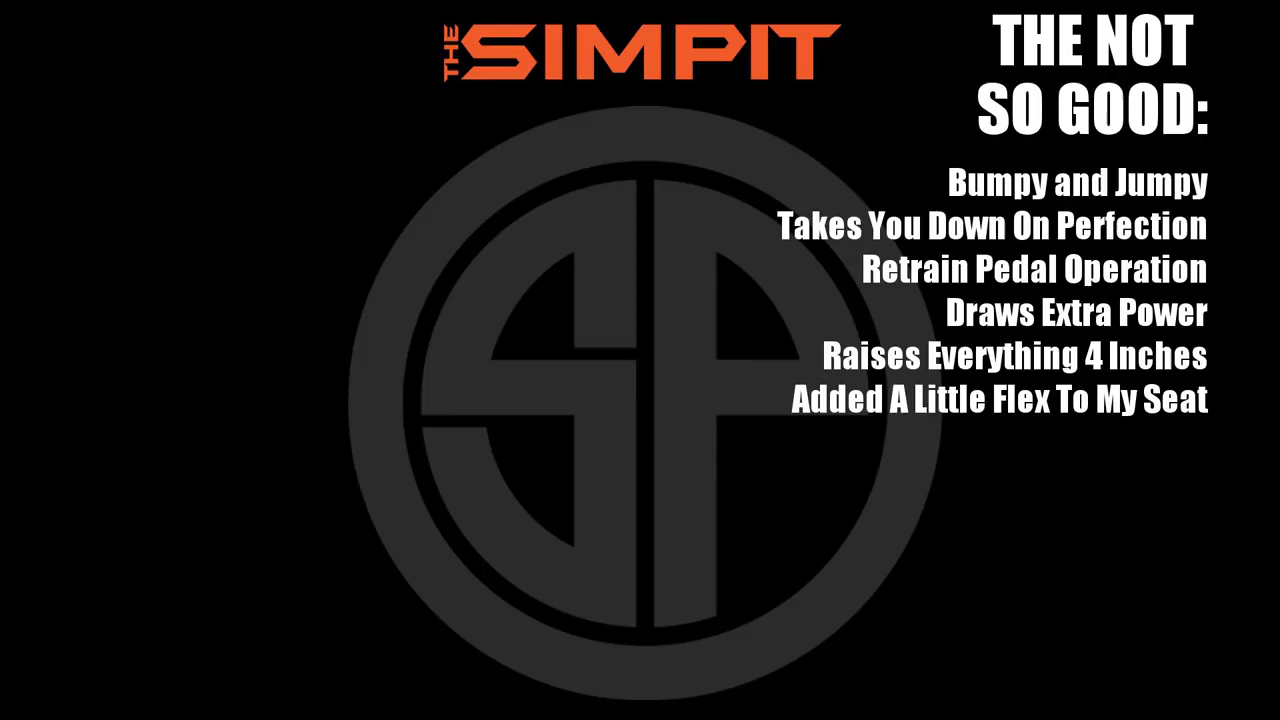 THE SIMPIT
THE NOT
SO GOOD:
Bumpy and Jumpy
Takes You Down On Perfection
Retrain Pedal Operation
Draws Extra Power
Raises Everything 4 Inches
Added A Little Flex To My Seat
SP